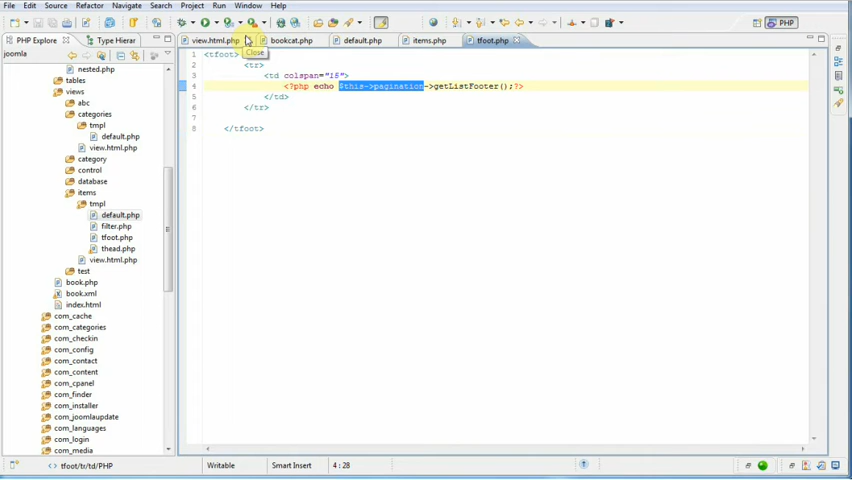 File Edit Source Refactor Navigate Search Project Run Window Help
PHP
PHP Explore
Type Hierar
view.html.php
bookcat.php
default.php
items.php
tfoot.php
Close
joomla
nested.php
tables
views
abc
categories
tmpl
default.php
view.html.php
category
control
database
items
tmpl
default.php
filter.php
tfoot.php
thead.php
view.html.php
test
book.php
book.xml
index.html
com_cache
com_categories
com_checkin
com_config
com_contact
com_content
com_cpanel
com_finder
com_installer
com_joomlaupdate
com_languages
com_login
com_media
1 <tfoot>
2 <tr>
3 <td colspan="15">
4 <?php echo $this->pagination->getListFooter();?>
5 </td>
6 </tr>
7
8 </tfoot>
tfoot/tr/td/PHP
Writable
Smart Insert
4 : 28